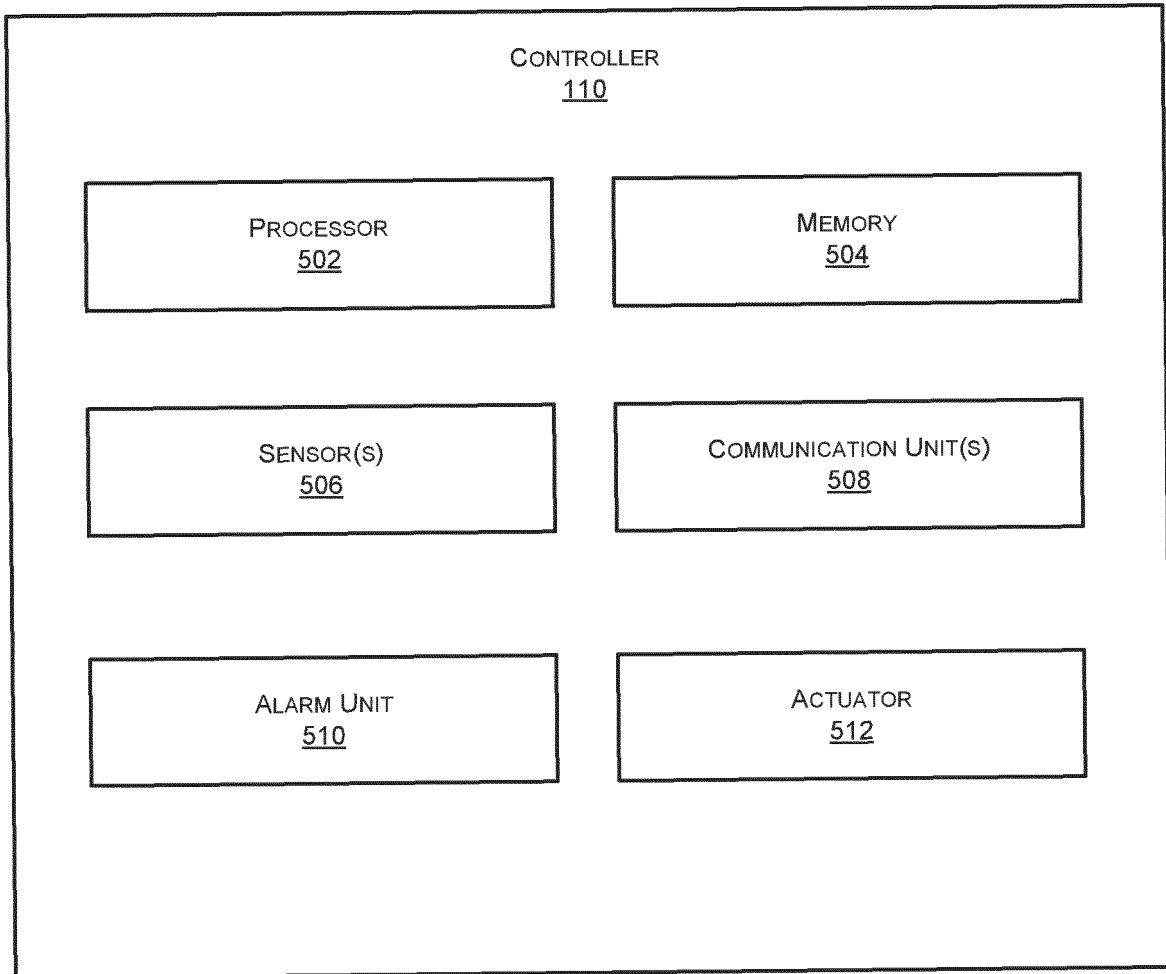 CONTROLLER
110
PROCESSOR
502
MEMORY
504
SENSOR(S)
506
COMMUNICATION UNIT(S)
508
ALARM UNIT
510
ACTUATOR
512